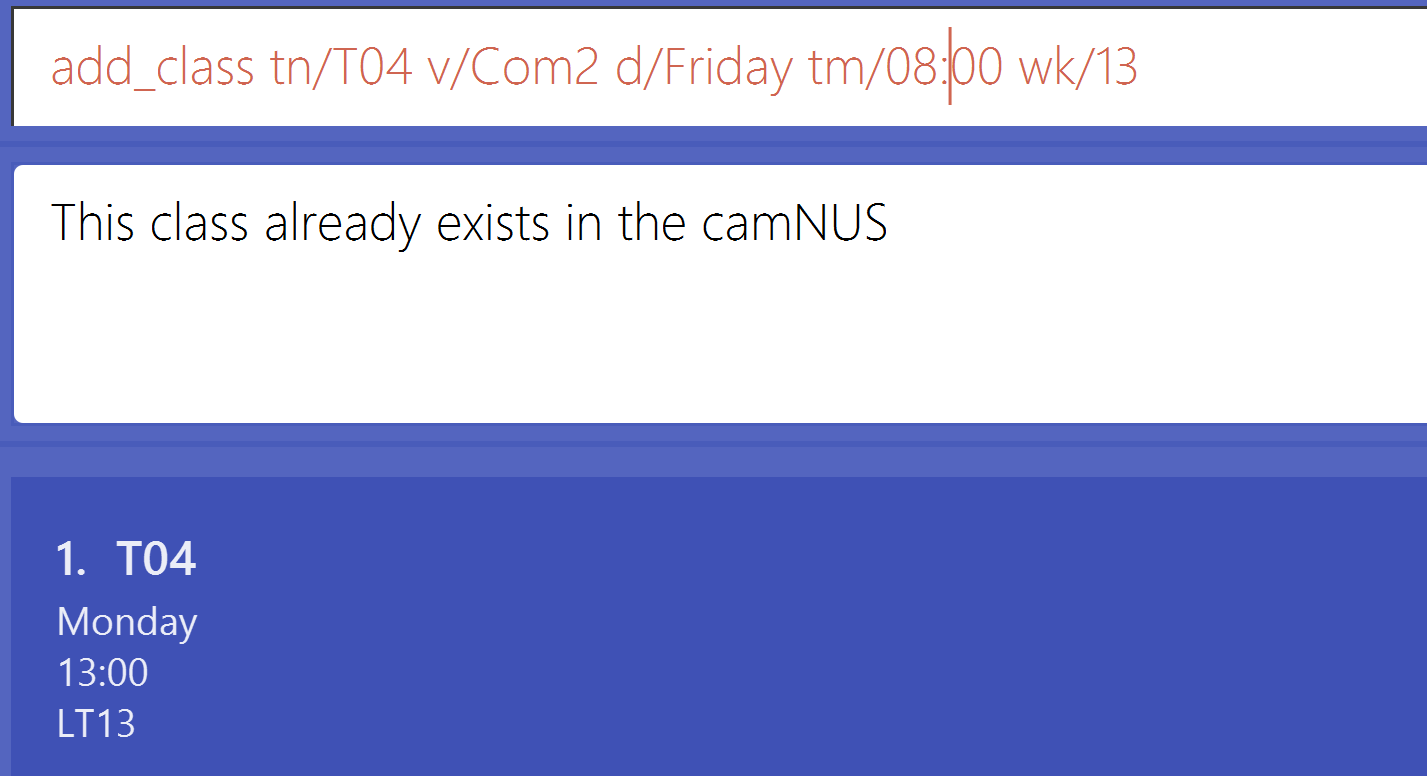 add_class tn/T04 v/Com2 d/Friday tm/08:00 wk/13
This class already exists in the camNUS
1. T04
Monday
13:00
LT13